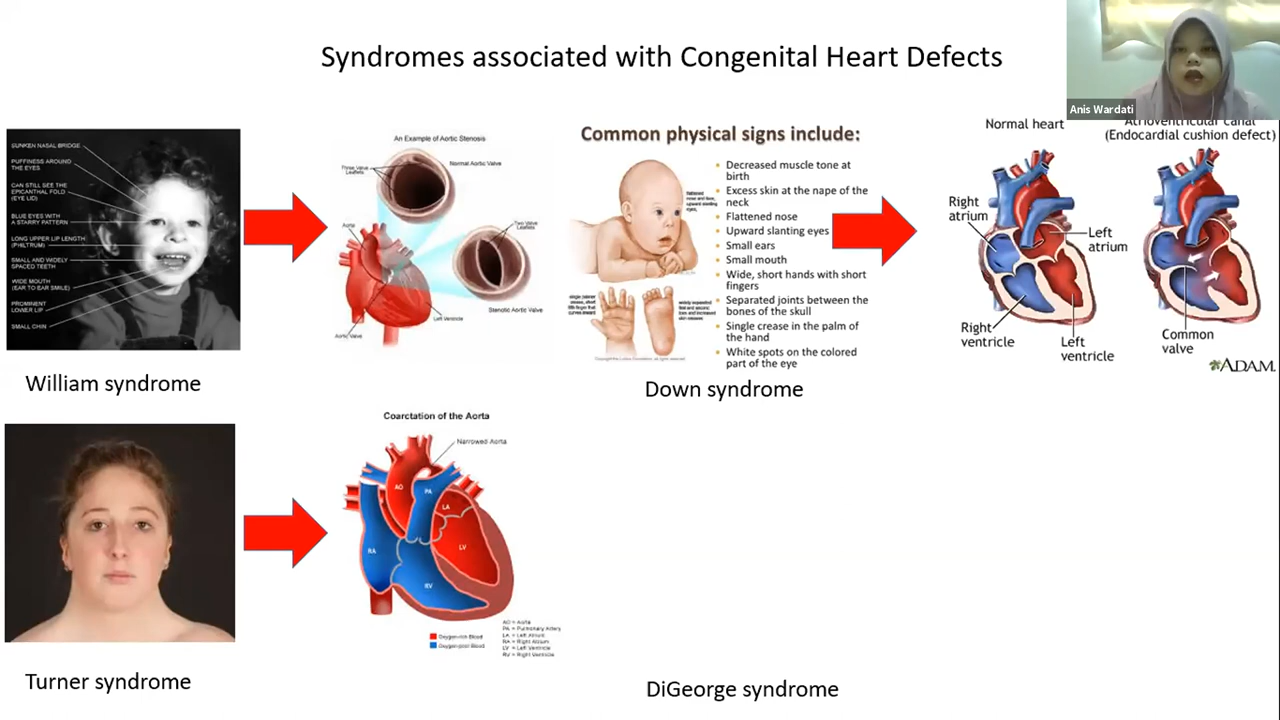 Syndromes associated with Congenital Heart Defects
Anis Wardati
SUNKEN NASAL BRIDGE
PUFFINESS AROUND
THE EYES
CAN STILL SEE THE
EPICANTHAL FOLD
(EYE LID)
BLUE EYES WITH
A STARRY PATTERN
LONG UPPER LIP LENGTH
(PHILTRUM)
SMALL AND WIDELY
SPACED TEETH
WIDE MOUTH
(EAR TO EAR SMILE)
PROMINENT
LOWER LIP
SMALL CHIN
William syndrome
An Example of Aortic Stenosis
Three Valve
Leaflets
Normal Aortic Valve
Aorta
Two Valve
Leaflets
Stenotic Aortic Valve
Left Ventricle
Aortic Valve
Common physical signs include:
• Decreased muscle tone at
birth
• Excess skin at the nape of the
neck
• Flattened nose
• Upward slanting eyes
• Small ears
• Small mouth
• Wide, short hands with short
fingers
• Separated joints between the
bones of the skull
• Single crease in the palm of
the hand
• White spots on the colored
part of the eye
Down syndrome
Normal heart
Atrioventricular canal
(Endocardial cushion defect)
Right
atrium
Left
atrium
Right
ventricle
Left
ventricle
Common
valve
ADAM.
Turner syndrome
Coarctation of the Aorta
Narrowed Aorta
AO
PA
LA
RA
LV
RV
Oxygen-rich Blood
Oxygen-poor Blood
AO = Aorta
PA = Pulmonary Artery
LA = Left Atrium
RA = Right Atrium
LV = Left Ventricle
RV = Right Ventricle
DiGeorge syndrome